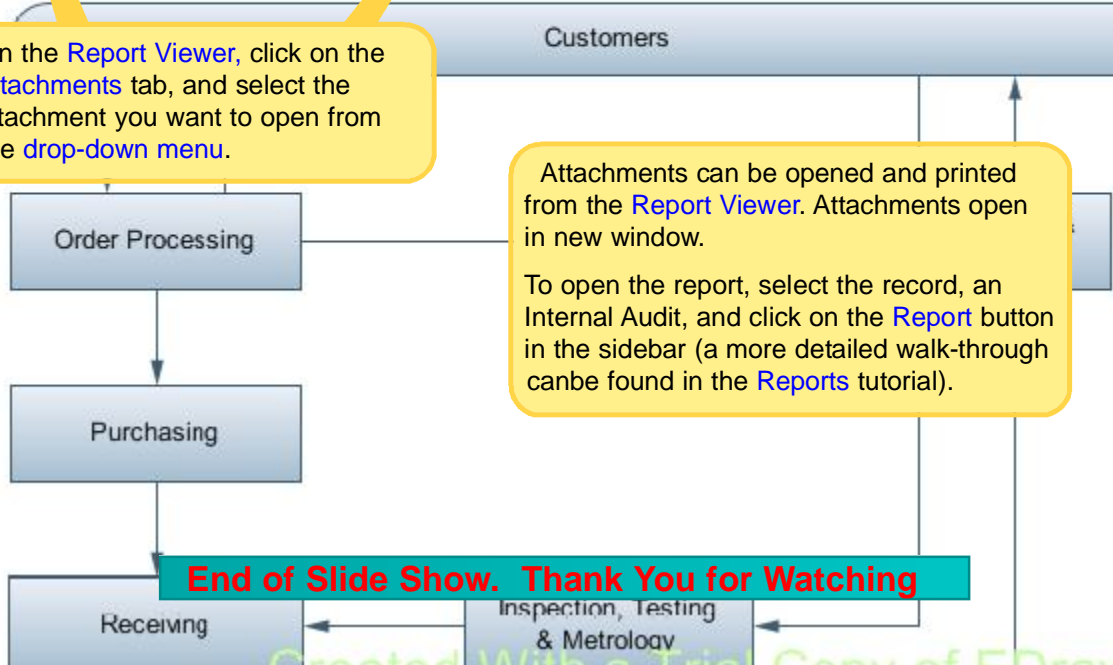 Customers
n the Report Viewer, click on the
ttachments tab, and select the
ttachment you want to open from
e drop-down menu.
Attachments can be opened and printed
from the Report Viewer. Attachments open
in new window.
To open the report, select the record, an
Internal Audit, and click on the Report button
in the sidebar (a more detailed walk-through
canbe found in the Reports tutorial).
Order Processing
Purchasing
End of Slide Show. Thank You for Watching
Receiving
Inspection, Testing
& Metrology
Created With a Trial Copy of EDraw